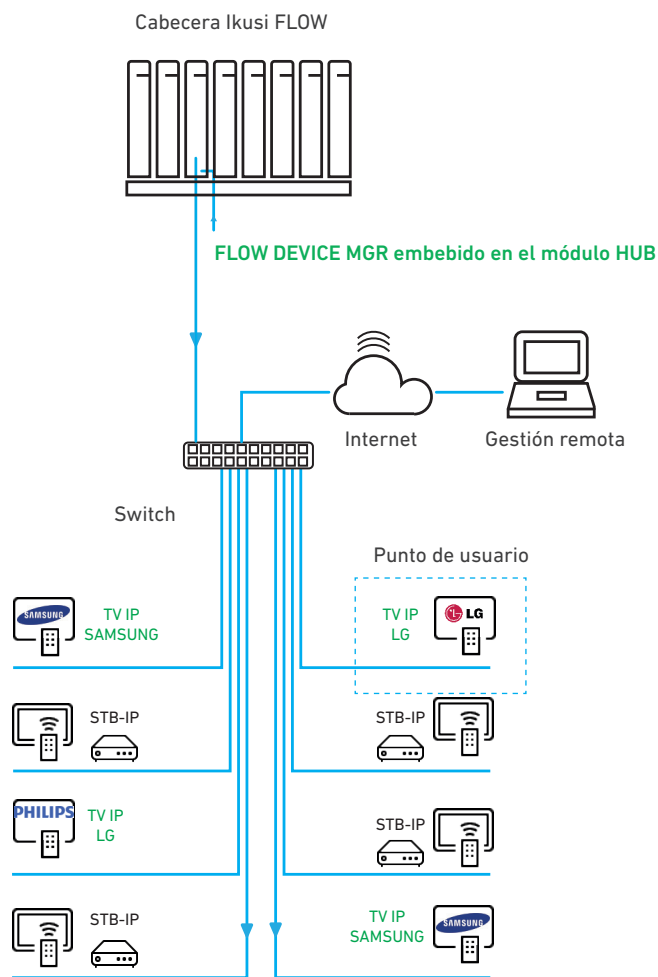 Cabecera Ikusi FLOW
FLOW DEVICE MGR embebido en el módulo HUB
Internet
Gestión remota
Switch
Punto de usuario
SAMSUNG
TV IP
SAMSUNG
TV IP
LG
LG
STB-IP
STB-IP
PHILIPS
TV IP
LG
STB-IP
STB-IP
TV IP
SAMSUNG
SAMSUNG